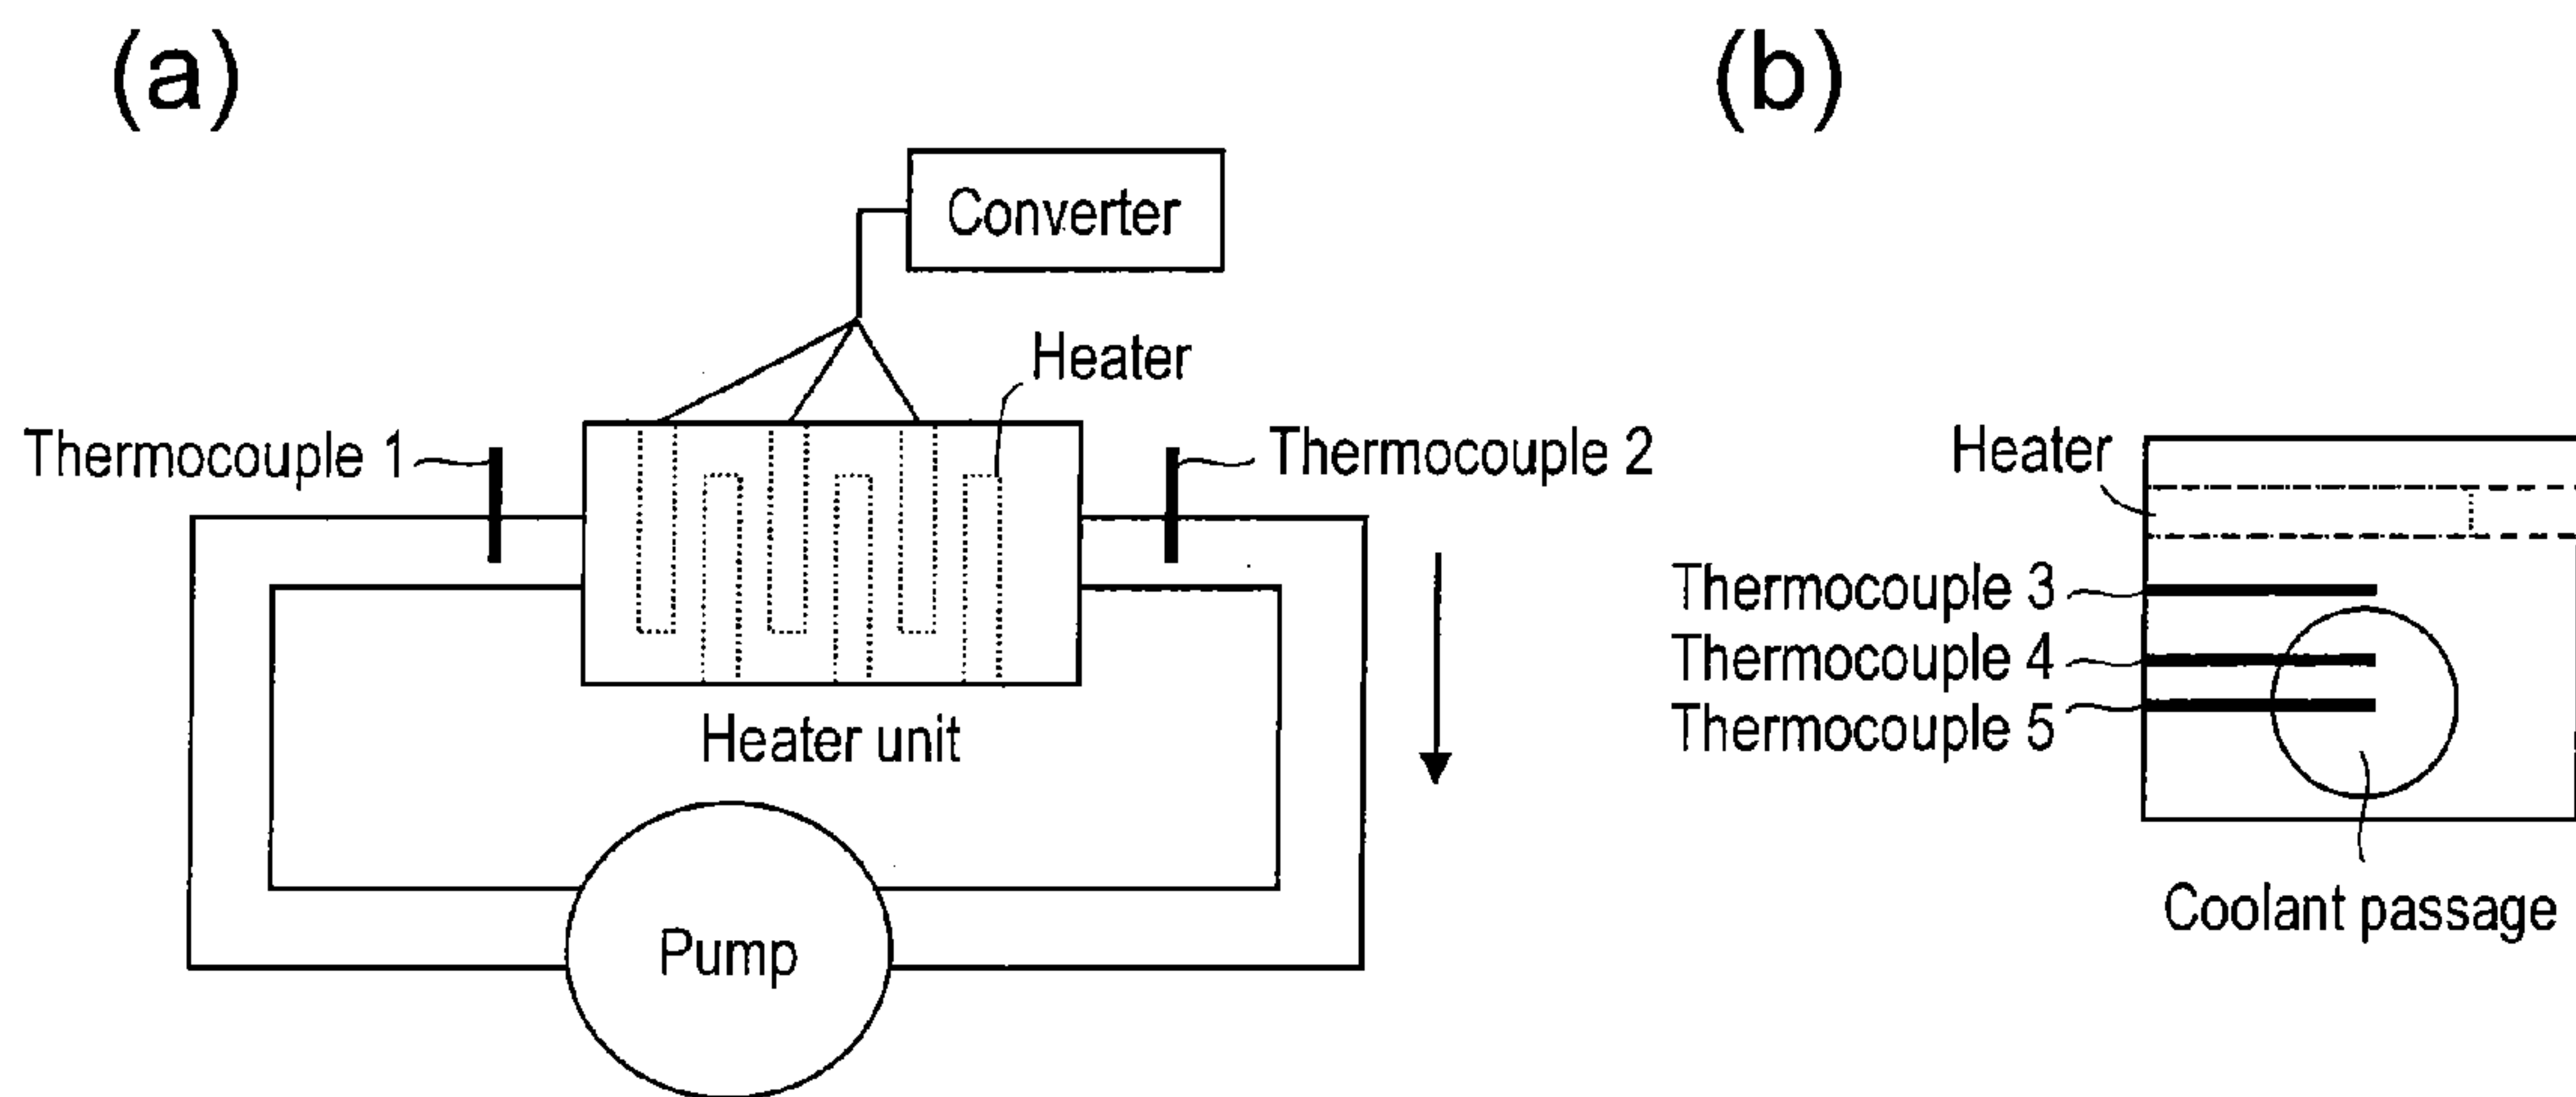 (a)
Converter
Heater
Thermocouple 1
Thermocouple 2
Heater unit
Pump
(b)
Heater
Thermocouple 3
Thermocouple 4
Thermocouple 5
Coolant passage